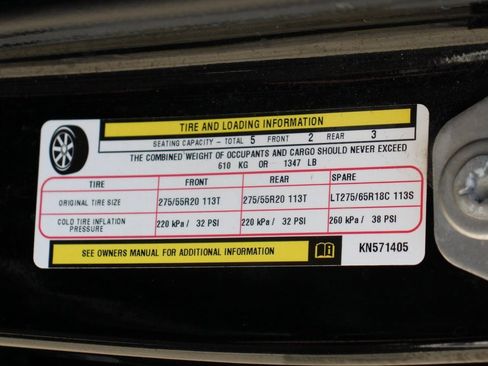 TIRE AND LOADING INFORMATION
SEATING CAPACITY - TOTAL 5 FRONT 2 REAR 3
THE COMBINED WEIGHT OF OCCUPANTS AND CARGO SHOULD NEVER EXCEED
610 KG OR 1347 LB
TIRE FRONT REAR SPARE
ORIGINAL TIRE SIZE 275/55R20 113T 275/55R20 113T LT275/65R18C 113S
COLD TIRE INFLATION PRESSURE 220 kPa / 32 PSI 220 kPa / 32 PSI 260 kPa / 38 PSI
SEE OWNERS MANUAL FOR ADDITIONAL INFORMATION KN571405